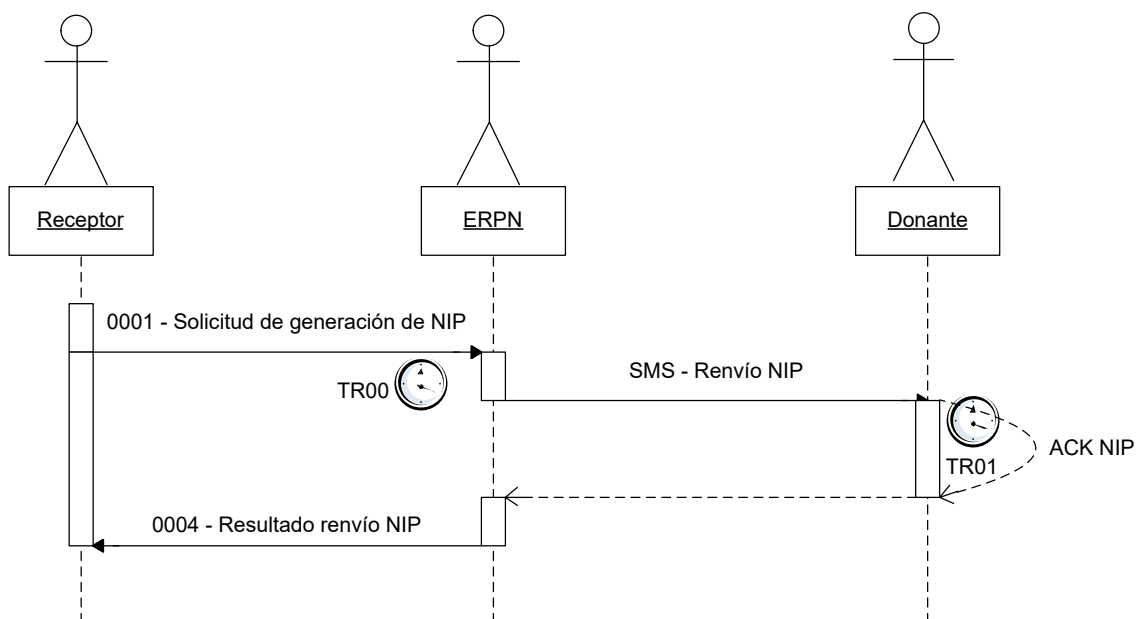 Receptor
ERPN
Donante
0001 - Solicitud de generación de NIP
TR00
SMS - Renvío NIP
TR01
ACK NIP
0004 - Resultado renvío NIP